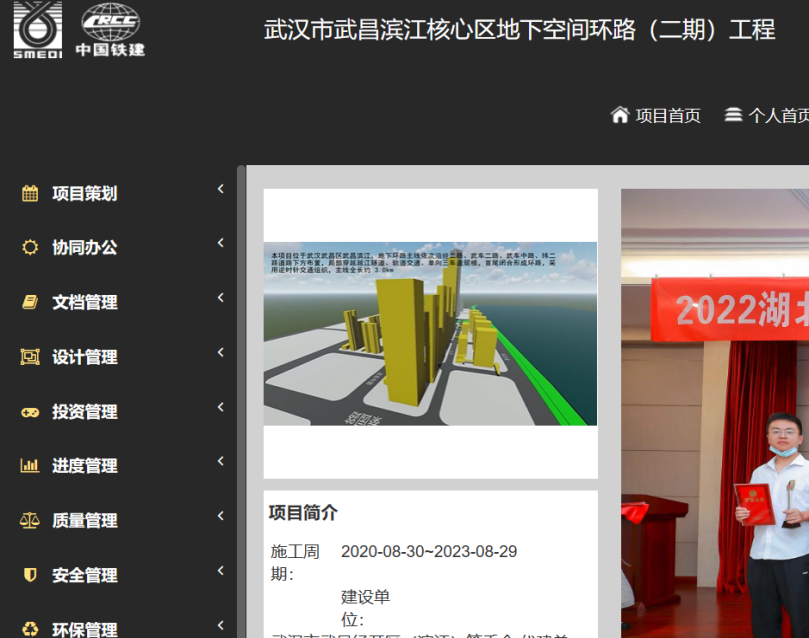 SMEDI
CRCC
中国铁建
武汉市武昌滨江核心区地下空间环路（二期）工程
项目首页
个人首页
项目策划
协同办公
文档管理
设计管理
投资管理
进度管理
质量管理
安全管理
环保管理
本项目位于武汉武昌区武昌滨江，地下环路主线依次沿经二路、武车二路、武车中路、纬二
路道路下方布置，局部穿越越江隧道、轨道交通，单向三车道规模，首尾闭合形成环路，采
用逆时针交通组织，主线全长约 3.0km
2022湖北
项目简介
施工周期：
2020-08-30~2023-08-29
建设单位：